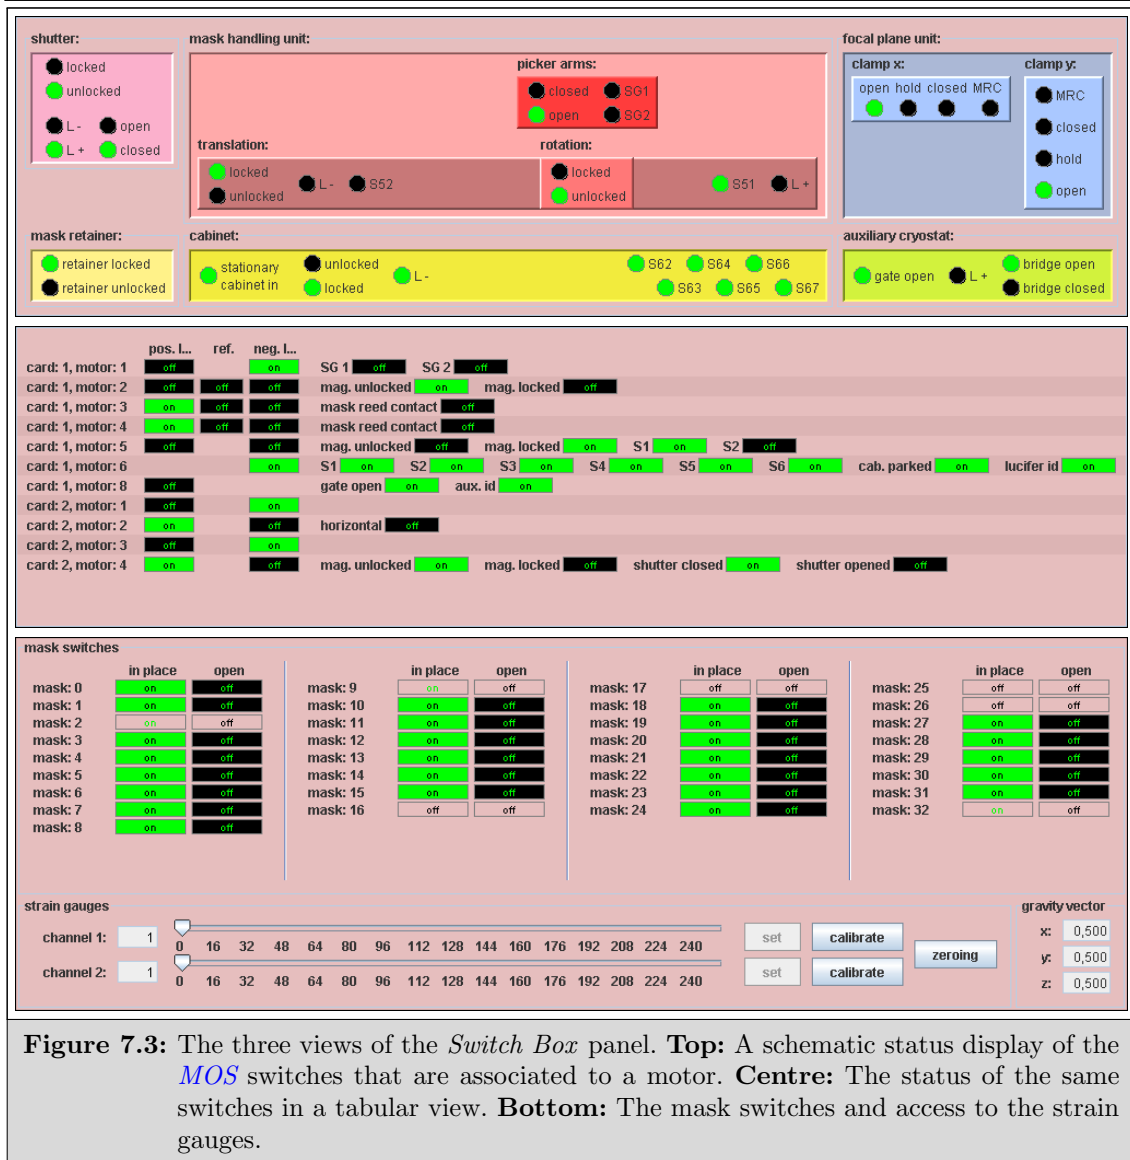 shutter: mask handling unit: focal plane unit:
locked picker arms: clamp x: clamp y:
unlocked closed SG1 open hold closed MRC MRC
open SG2
L - open closed
L + closed translation: rotation: hold
locked L - S52 locked S51 L + open
unlocked unlocked
mask retainer: cabinet: auxiliary cryostat:
retainer locked stationary cabinet in unlocked L - S62 S64 S66 gate open L + bridge open
retainer unlocked locked S63 S65 S67 bridge closed
pos. l... ref. neg. l...
card: 1, motor: 1 off on SG 1 off SG 2 off
card: 1, motor: 2 off off off mag. unlocked on mag. locked off
card: 1, motor: 3 on off off mask reed contact off
card: 1, motor: 4 on off off mask reed contact off
card: 1, motor: 5 off off mag. unlocked off mag. locked on S1 on S2 off
card: 1, motor: 6 on S1 on S2 on S3 on S4 on S5 on S6 on cab. parked on lucifer id on
card: 1, motor: 8 off gate open on aux. id on
card: 2, motor: 1 off on
card: 2, motor: 2 on off horizontal off
card: 2, motor: 3 off on
card: 2, motor: 4 on off mag. unlocked on mag. locked off shutter closed on shutter opened off
mask switches
in place open in place open in place open in place open
mask: 0 on off mask: 9 on off mask: 17 off off mask: 25 off off
mask: 1 on off mask: 10 on off mask: 18 on off mask: 26 off off
mask: 2 on off mask: 11 on off mask: 19 on off mask: 27 on off
mask: 3 on off mask: 12 on off mask: 20 on off mask: 28 on off
mask: 4 on off mask: 13 on off mask: 21 on off mask: 29 on off
mask: 5 on off mask: 14 on off mask: 22 on off mask: 30 on off
mask: 6 on off mask: 15 on off mask: 23 on off mask: 31 on off
mask: 7 on off mask: 16 off off mask: 24 on off mask: 32 on off
mask: 8 on off
strain gauges gravity vector
channel 1: 1 0 16 32 48 64 80 96 112 128 144 160 176 192 208 224 240 set calibrate x: 0,500
zeroing y: 0,500
channel 2: 1 0 16 32 48 64 80 96 112 128 144 160 176 192 208 224 240 set calibrate z: 0,500
Figure 7.3: The three views of the Switch Box panel. Top: A schematic status display of the
MOS switches that are associated to a motor. Centre: The status of the same
switches in a tabular view. Bottom: The mask switches and access to the strain
gauges.